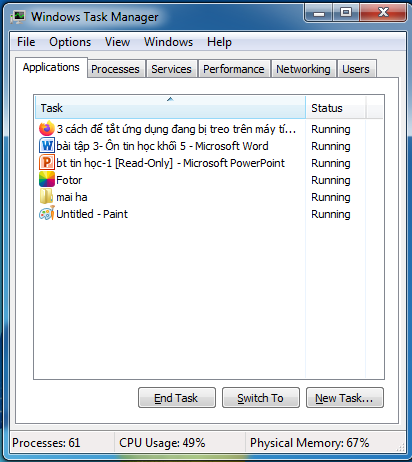 Windows Task Manager
File Options View Windows Help
Applications Processes Services Performance Networking Users
Task Status
3 cách để tắt ứng dụng đang bị treo trên máy tí... Running
bài tập 3- Ôn tin học khối 5 - Microsoft Word Running
bt tin học-1 [Read-Only] - Microsoft PowerPoint Running
Fotor Running
mai ha Running
Untitled - Paint Running
End Task Switch To New Task...
Processes: 61 CPU Usage: 49% Physical Memory: 67%